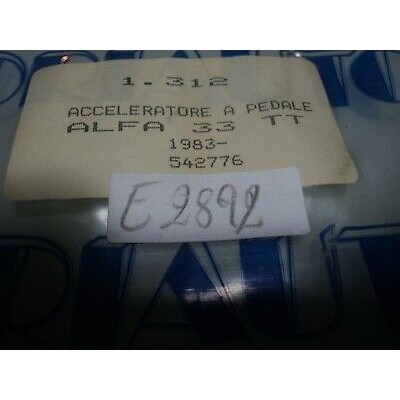 1.312
ACCELERATORE A PEDALE
ALFA 33 TT
1983-
542776
E2892